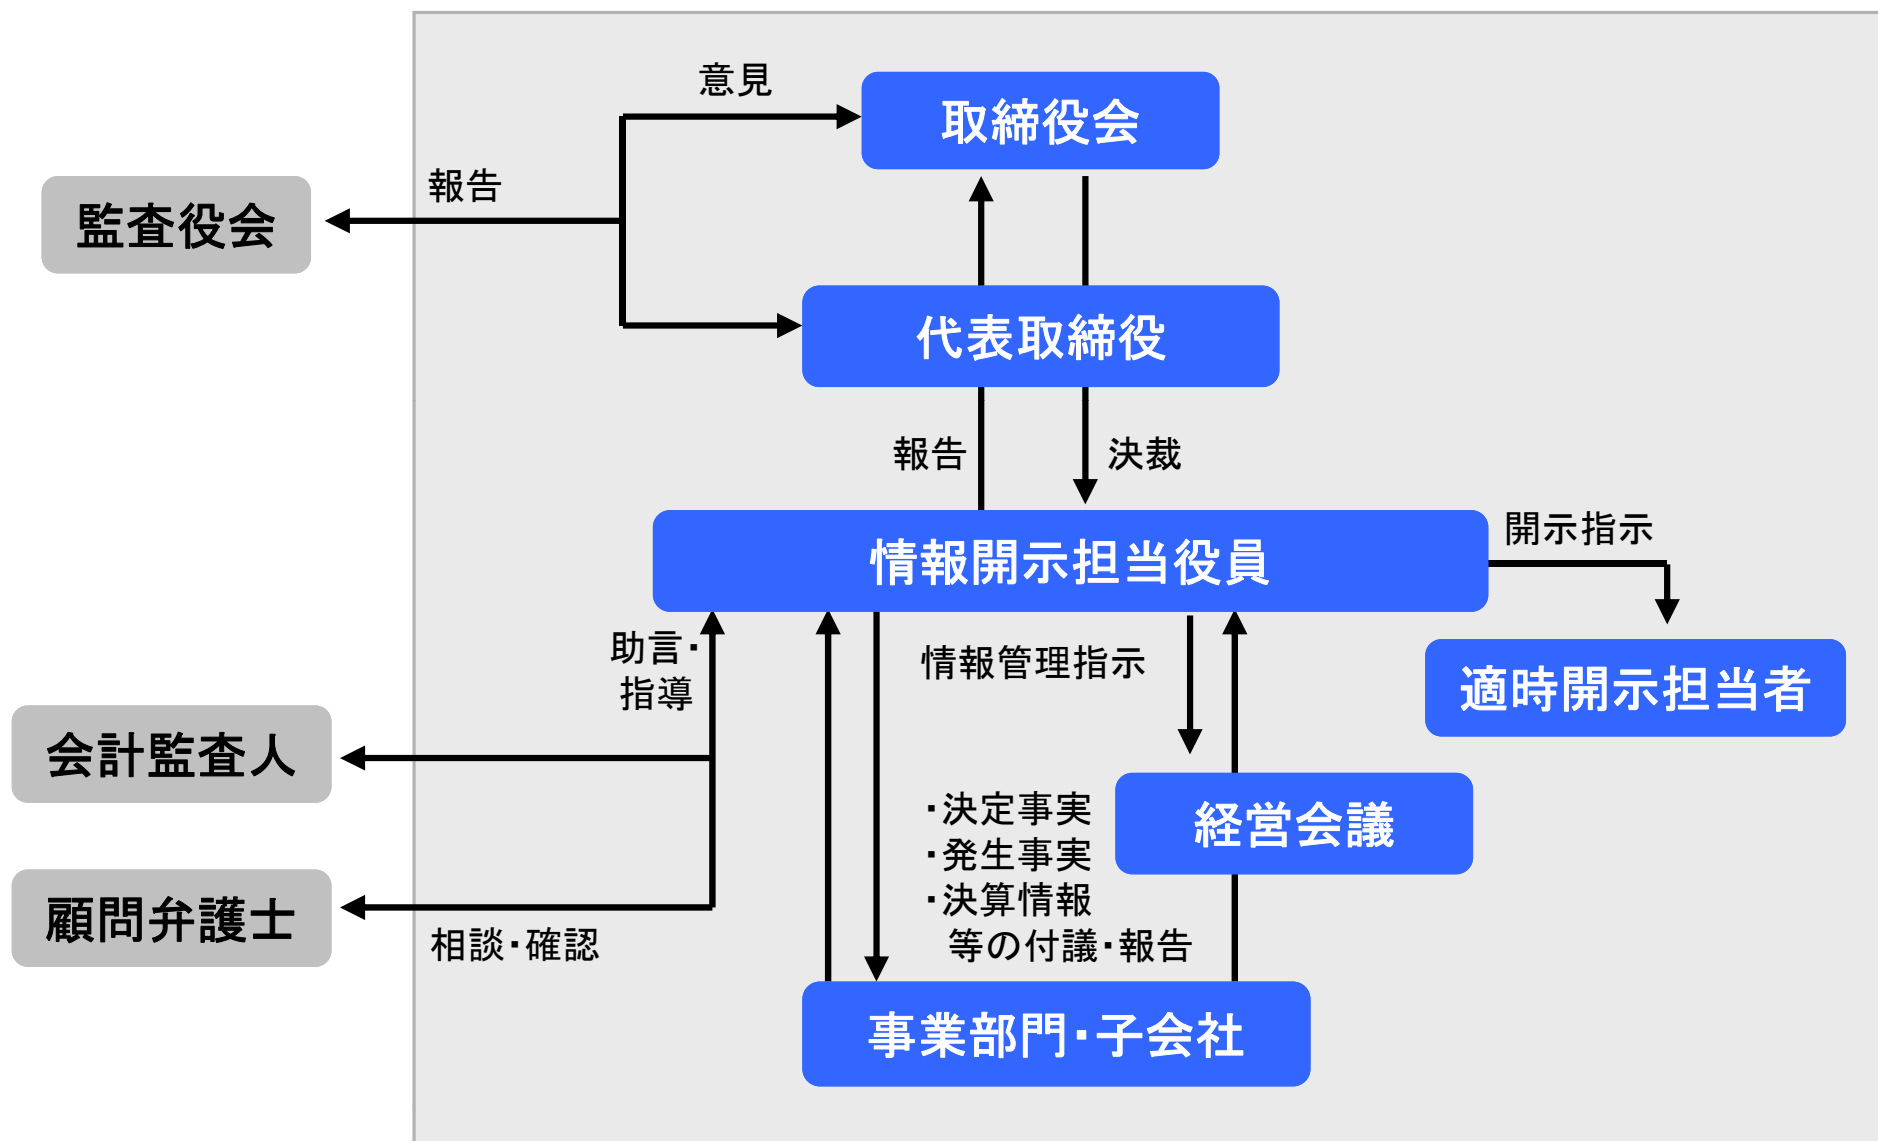 意見
取締役会
報告
監査役会
代表取締役
報告
決裁
開示指示
情報開示担当役員
助言・
指導
情報管理指示
適時開示担当者
会計監査人
・決定事実
・発生事実
・決算情報
等の付議・報告
経営会議
顧問弁護士
相談・確認
事業部門・子会社